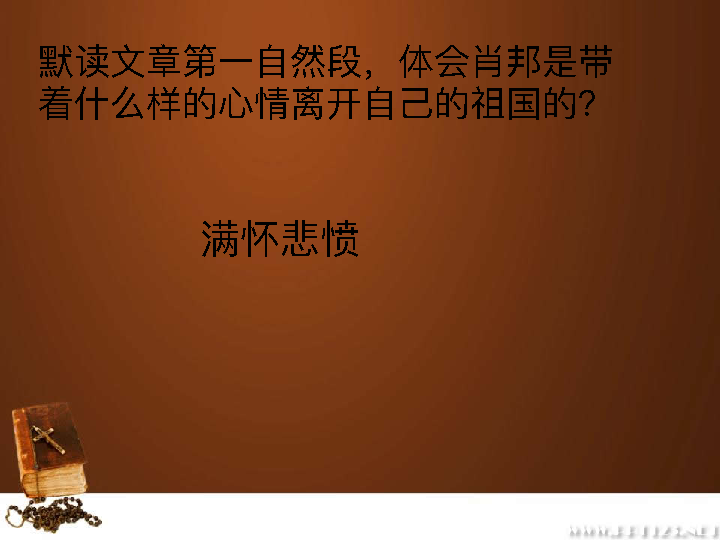 默读文章第一自然段，体会肖邦是带
着什么样的心情离开自己的祖国的?
满怀悲愤